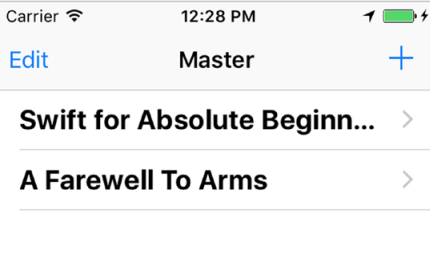 Carrier 12:28 PM
Edit Master +
Swift for Absolute Beginn...
A Farewell To Arms